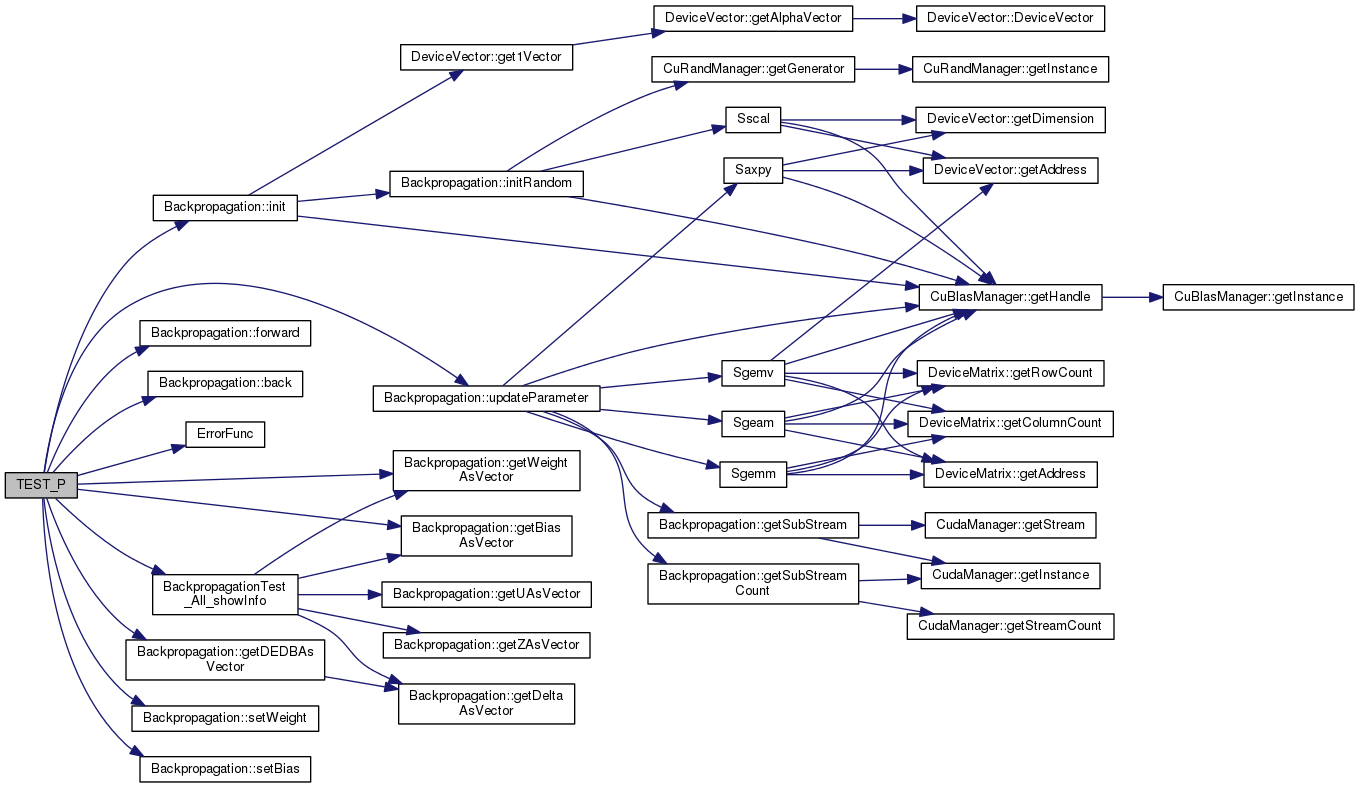 DeviceVector::getAlphaVector
DeviceVector::DeviceVector
DeviceVector::get1Vector
CuRandManager::getGenerator
CuRandManager::getInstance
Sscal
DeviceVector::getDimension
Saxpy
DeviceVector::getAddress
Backpropagation::initRandom
Backpropagation::init
CuBlasManager::getHandle
CuBlasManager::getInstance
Backpropagation::forward
Sgemv
DeviceMatrix::getRowCount
Backpropagation::back
Backpropagation::updateParameter
Sgeam
DeviceMatrix::getColumnCount
ErrorFunc
Backpropagation::getWeight
AsVector
Sgemm
DeviceMatrix::getAddress
TEST_P
Backpropagation::getBias
AsVector
Backpropagation::getSubStream
CudaManager::getStream
Backpropagation::getSubStream
Count
CudaManager::getInstance
BackpropagationTest
_All_showInfo
Backpropagation::getUAsVector
CudaManager::getStreamCount
Backpropagation::getZAsVector
Backpropagation::getDEDBAs
Vector
Backpropagation::getDelta
AsVector
Backpropagation::setWeight
Backpropagation::setBias